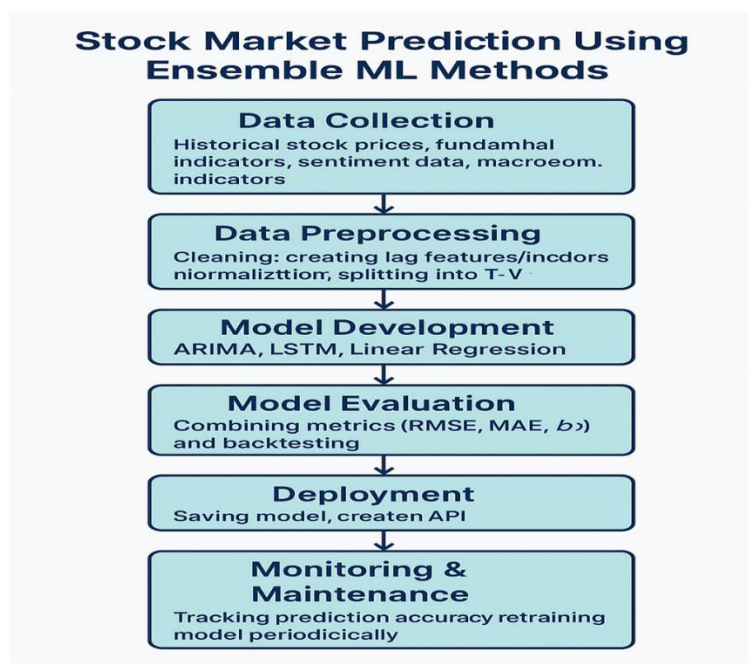 Stock Market Prediction Using
Ensemble ML Methods
Data Collection
Historical stock prices, fundamhal
indicators, sentiment data, macroeom.
indicators
Data Preprocessing
Cleaning: creating lag features/incdors
niormalizttiom, splitting into T-V
Model Development
ARIMA, LSTM, Linear Regression
Model Evaluation
Combining metrics (RMSE, MAE, )
and backtesting
Deployment
Saving model, createn API
Monitoring &
Maintenance
Tracking prediction accuracy retraining
model periodicically